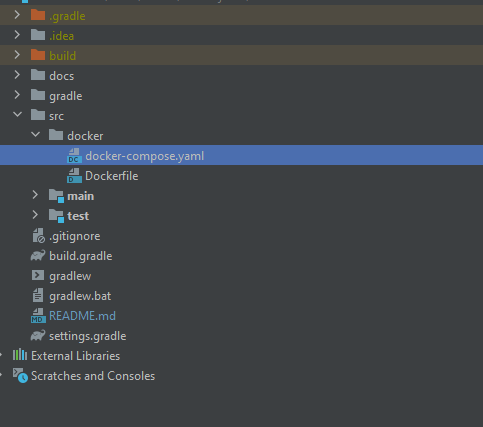 .gradle
.idea
build
docs
gradle
src
docker
docker-compose.yaml
Dockerfile
main
test
.gitignore
build.gradle
gradlew
gradlew.bat
README.md
settings.gradle
External Libraries
Scratches and Consoles